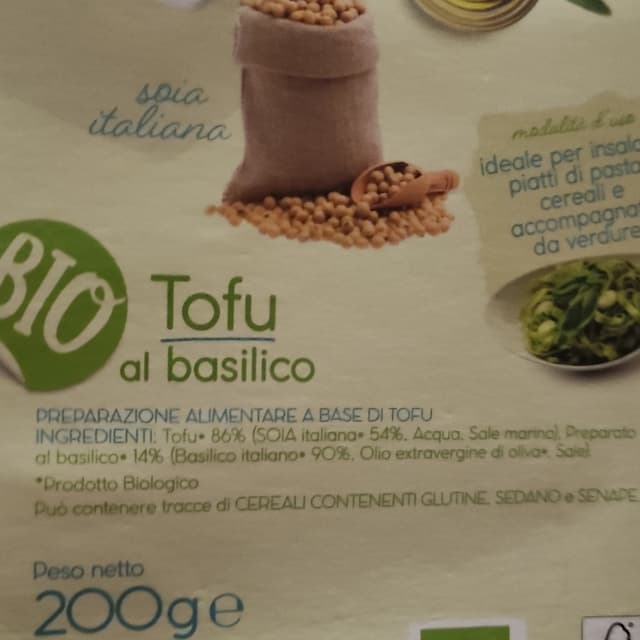 soia
italiana
modalità d'uso
ideale per
piatti di pasta
cereali e
da verdure
BIO
Tofu
al basilico
PREPARAZIONE ALIMENTARE A BASE DI TOFU
INGREDIENTI: Tofu• 86% (SOIA italiana• 54%, Acqua, Sale marino), Preparato
al basilico• 14% (Basilico italiano• 90%, Olio extravergine di oliva•, Sale).
*Prodotto Biologico
Può contenere tracce di CEREALI CONTENENTI GLUTINE, SEDANO e SENAPE.
Peso netto
200g e